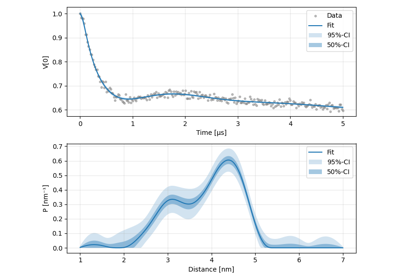 1.0
0.9
0.8
0.7
0.6
V[0]
0
1
2
3
4
5
Time [μs]
Data
Fit
95%-CI
50%-CI
0.7
0.6
0.5
0.4
0.3
0.2
0.1
0.0
P [nm⁻¹]
1
2
3
4
5
6
7
Distance [nm]
Fit
95%-CI
50%-CI